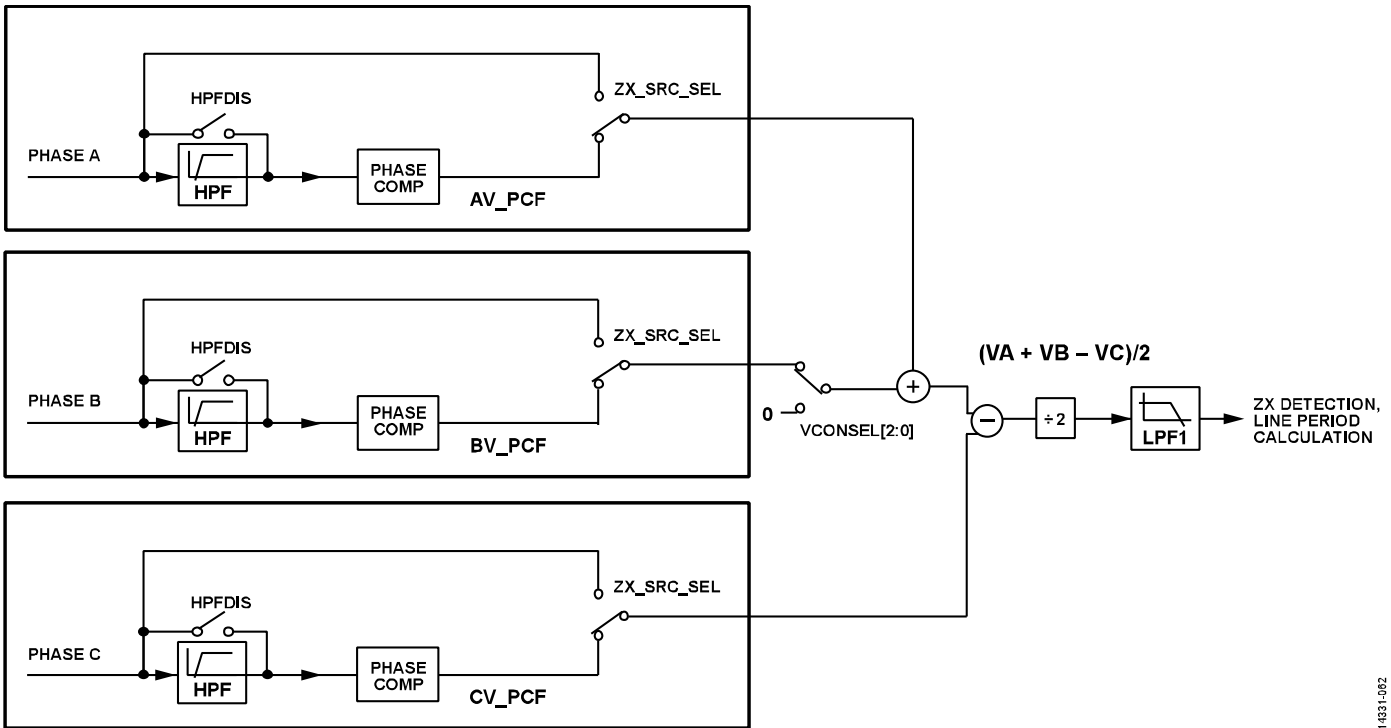 ZX_SRC_SEL
HPFDIS
PHASE A
HPF
PHASE
COMP
AV_PCF
ZX_SRC_SEL
HPFDIS
PHASE B
HPF
PHASE
COMP
BV_PCF
0
VCONSEL[2:0]
+
(VA + VB – VC)/2
–
÷2
LPF1
ZX DETECTION,
LINE PERIOD
CALCULATION
ZX_SRC_SEL
HPFDIS
PHASE C
HPF
PHASE
COMP
CV_PCF
14331-062